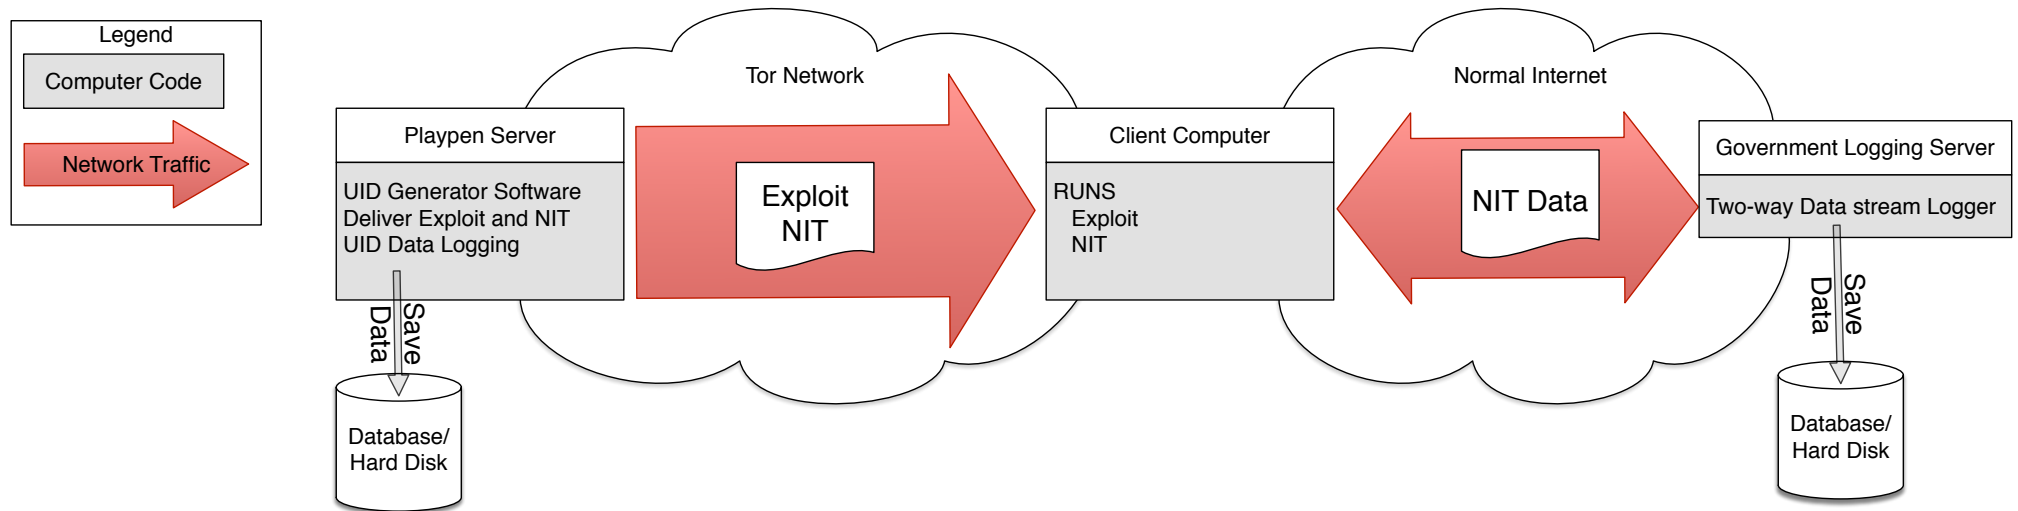 Legend
Computer Code
Network Traffic
Tor Network
Normal Internet
Playpen Server
UID Generator Software
Deliver Exploit and NIT
UID Data Logging
Save
Data
Database/
Hard Disk
Exploit
NIT
Client Computer
RUNS
Exploit
NIT
NIT Data
Government Logging Server
Two-way Data stream Logger
Save
Data
Database/
Hard Disk